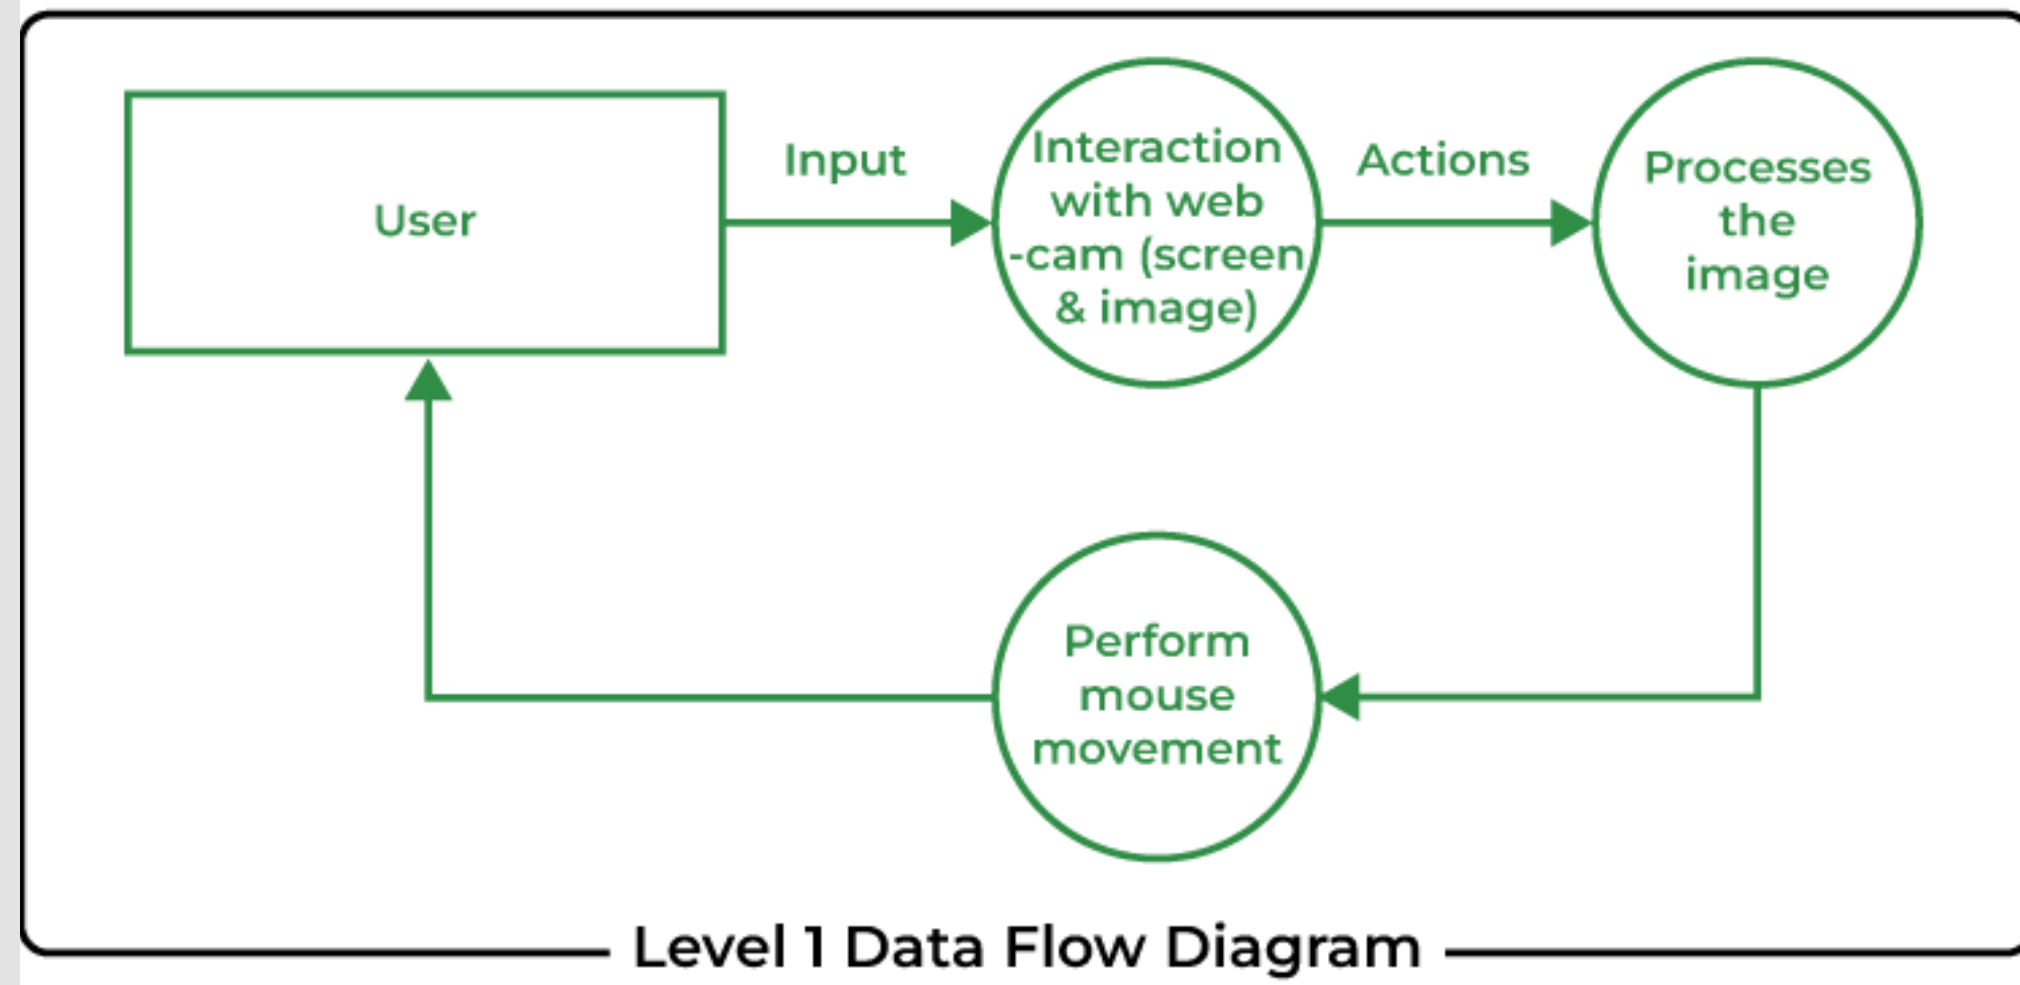 User
Input
Interaction
with web
-cam (screen
& image)
Actions
Processes
the
image
Perform
mouse
movement
Level 1 Data Flow Diagram